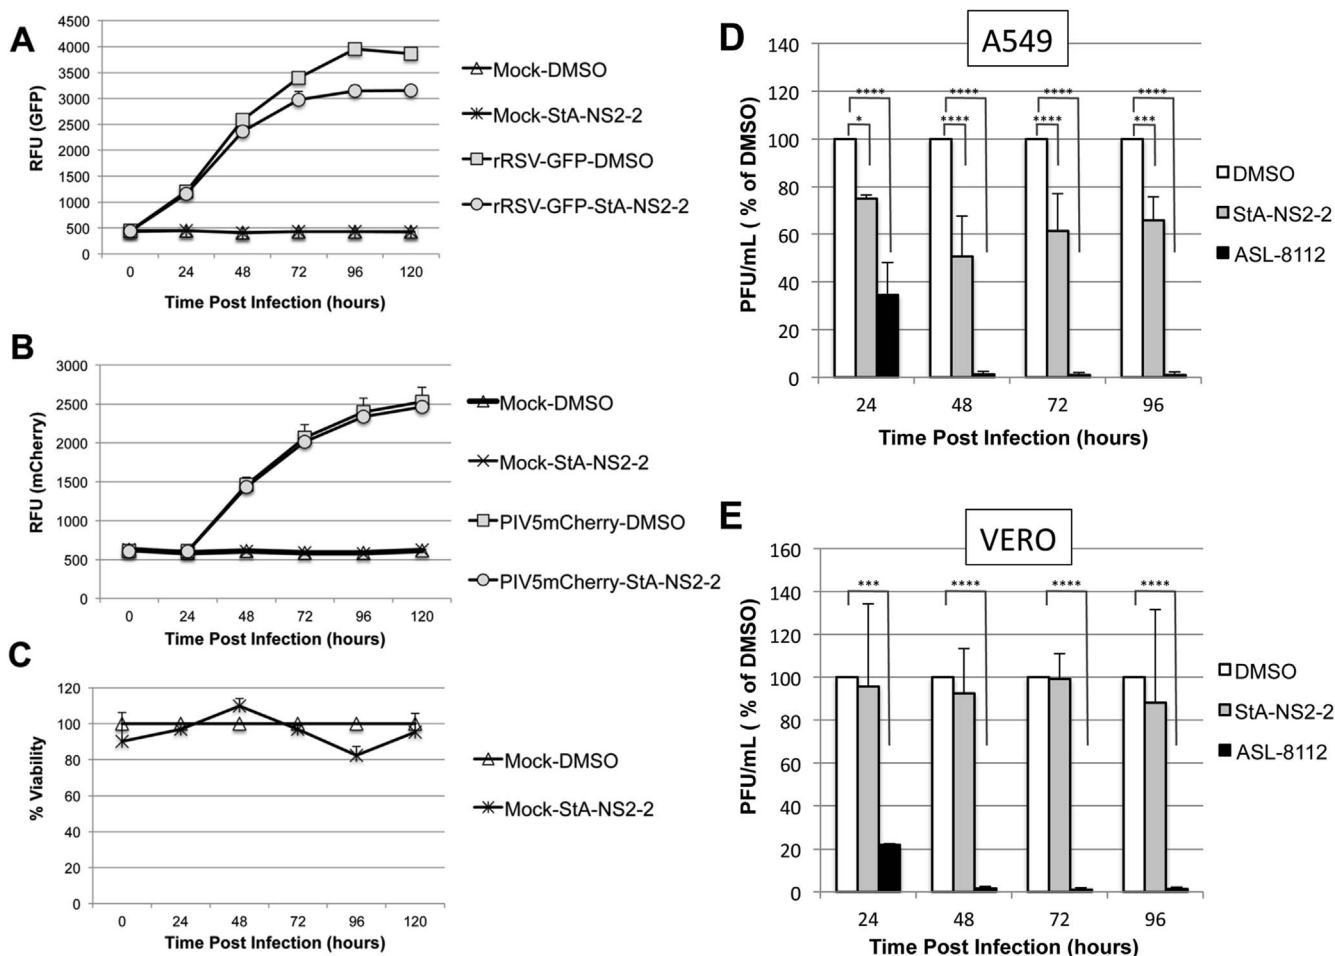 A
RFU (GFP)
4500
4000
3500
3000
2500
2000
1500
1000
500
0
0 24 48 72 96 120
Time Post Infection (hours)
Mock-DMSO
Mock-StA-NS2-2
rRSV-GFP-DMSO
rRSV-GFP-StA-NS2-2
B
RFU (mCherry)
3000
2500
2000
1500
1000
500
0
0 24 48 72 96 120
Time Post Infection (hours)
Mock-DMSO
Mock-StA-NS2-2
PIV5mCherry-DMSO
PIV5mCherry-StA-NS2-2
C
% Viability
120
100
80
60
40
20
0
0 24 48 72 96 120
Time Post Infection (hours)
Mock-DMSO
Mock-StA-NS2-2
D
A549
PFU/mL ( % of DMSO)
140
120
100
80
60
40
20
0
**** **** **** ****
* **** **** ***
24 48 72 96
Time Post Infection (hours)
DMSO
StA-NS2-2
ASL-8112
E
VERO
PFU/mL ( % of DMSO)
160
140
120
100
80
60
40
20
0
*** **** **** ****
24 48 72 96
Time Post Infection (hours)
DMSO
StA-NS2-2
ASL-8112